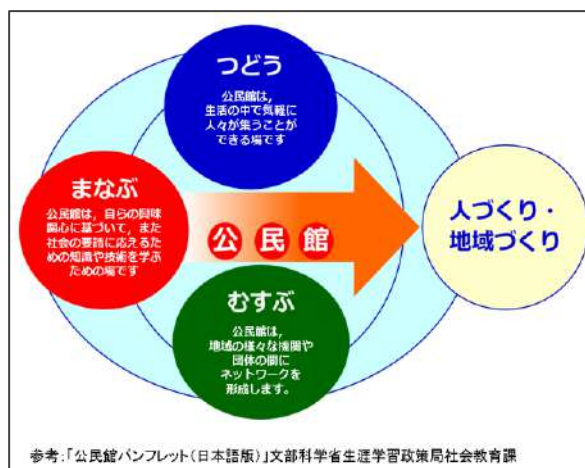 つどう
公民館は,
生活の中で気軽に
人々が集うことが
できる場です
まなぶ
公民館は，自らの興味
関心に基づいて，また
社会の要請に応えるた
めの知識や技術を学ぶ
ための場です
公民館
人づくり・
地域づくり
むすぶ
公民館は,
地域の様々な機関や
団体の間に
ネットワークを
形成します。
参考:「公民館パンフレット(日本語版)」文部科学省生涯学習政策局社会教育課